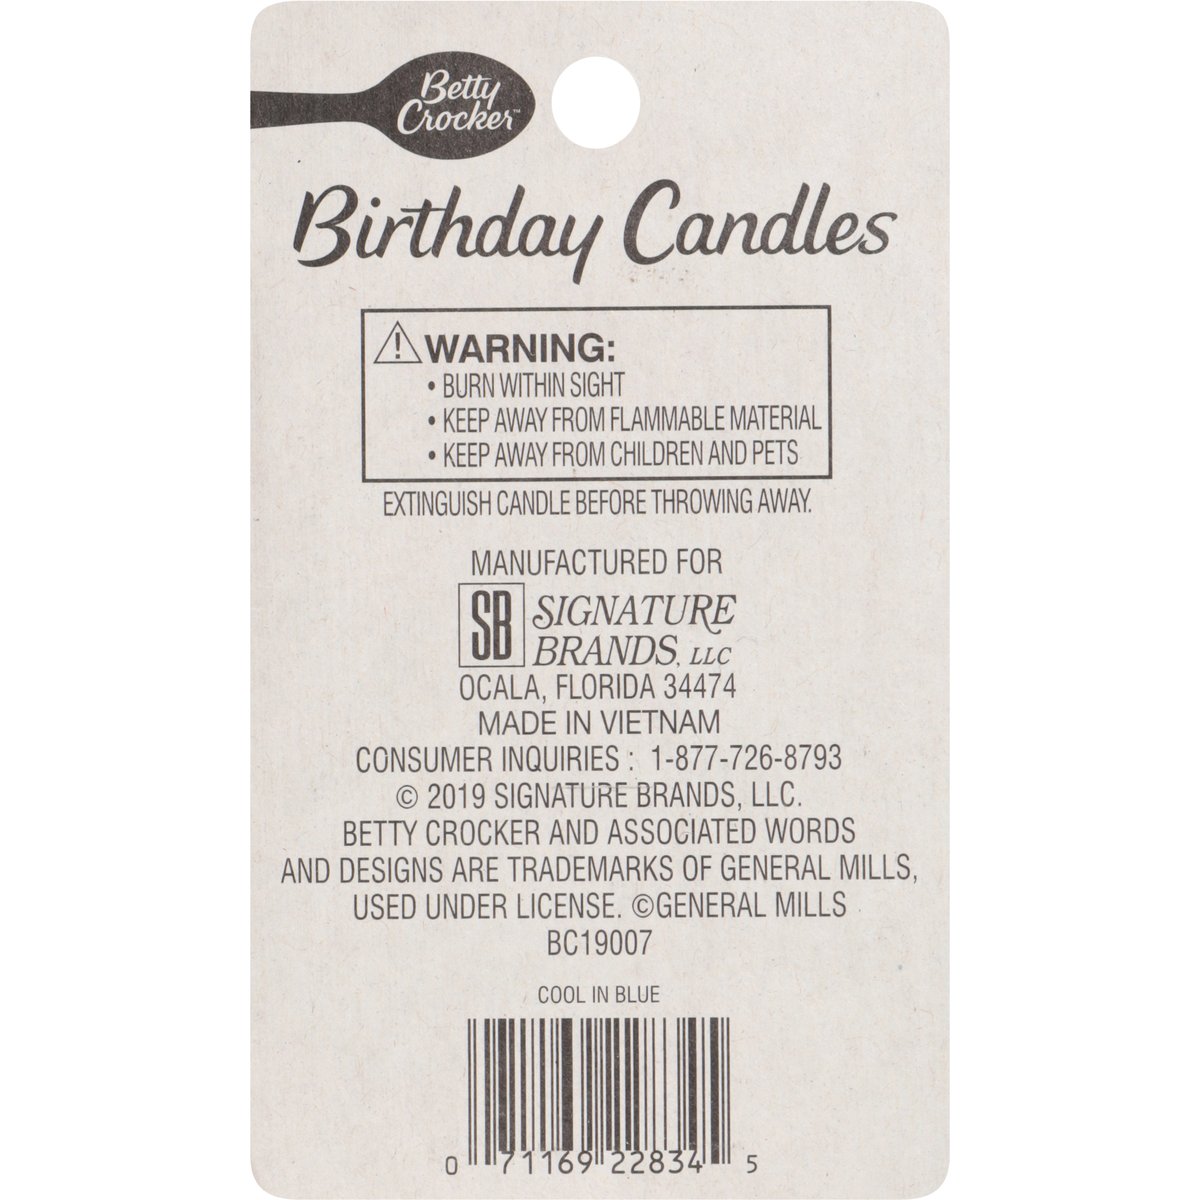 Betty
Crocker™
Birthday Candles
WARNING:
• BURN WITHIN SIGHT
• KEEP AWAY FROM FLAMMABLE MATERIAL
• KEEP AWAY FROM CHILDREN AND PETS
EXTINGUISH CANDLE BEFORE THROWING AWAY.
MANUFACTURED FOR
SB SIGNATURE
BRANDS, LLC
OCALA, FLORIDA 34474
MADE IN VIETNAM
CONSUMER INQUIRIES : 1-877-726-8793
© 2019 SIGNATURE BRANDS, LLC.
BETTY CROCKER AND ASSOCIATED WORDS
AND DESIGNS ARE TRADEMARKS OF GENERAL MILLS,
USED UNDER LICENSE. ©GENERAL MILLS
BC19007
COOL IN BLUE
0 71169 22834 5